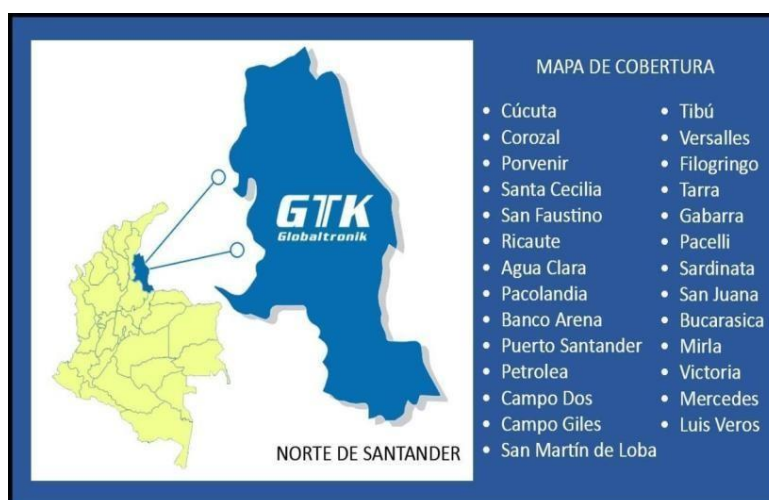 MAPA DE COBERTURA
• Cúcuta
• Corozal
• Porvenir
• Santa Cecilia
• San Faustino
• Ricaute
• Agua Clara
• Pacolandia
• Banco Arena
• Puerto Santander
• Petrolea
• Campo Dos
• Campo Giles
• San Martín de Loba
• Tibú
• Versalles
• Filogringo
• Tarra
• Gabarra
• Pacelli
• Sardinata
• San Juana
• Bucarasica
• Mirla
• Victoria
• Mercedes
• Luis Veros
GTK
Globaltronik
NORTE DE SANTANDER